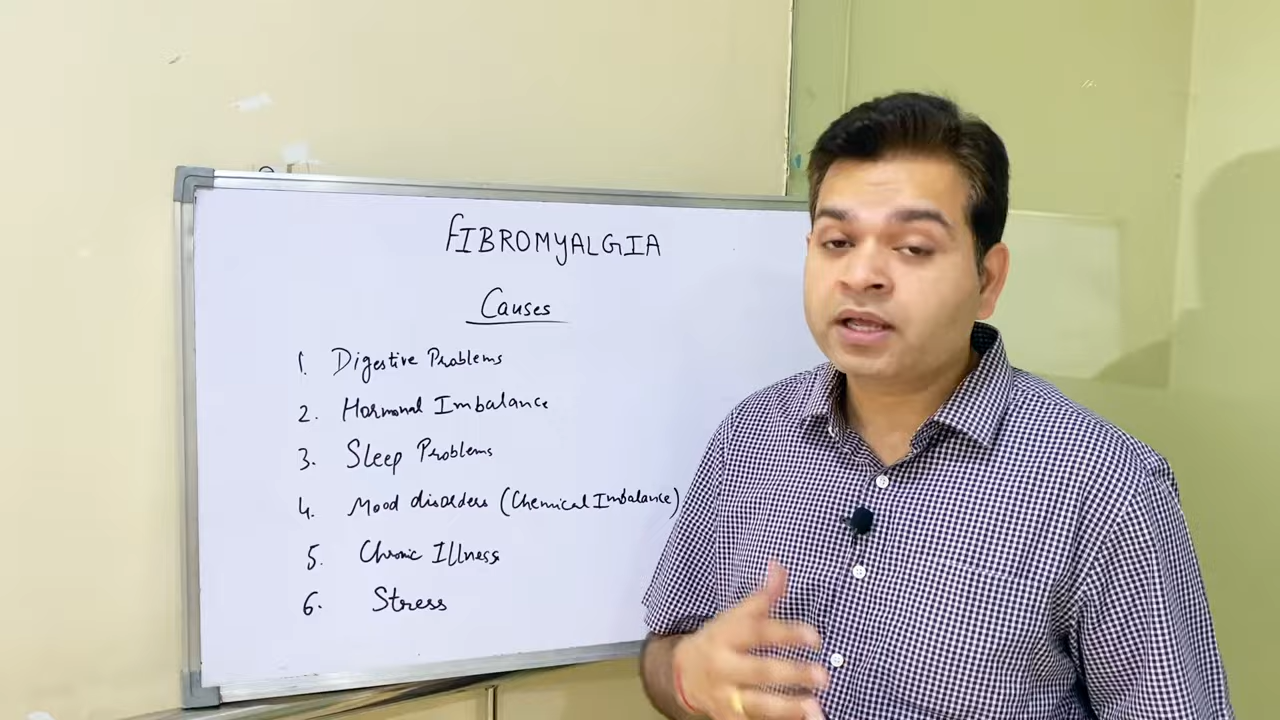 FIBROMYALGIA
Causes
1. Digestive Problems
2. Hormonal Imbalance
3. Sleep Problems
4. Mood disorders (Chemical Imbalance)
5. Chronic Illness
6. Stress